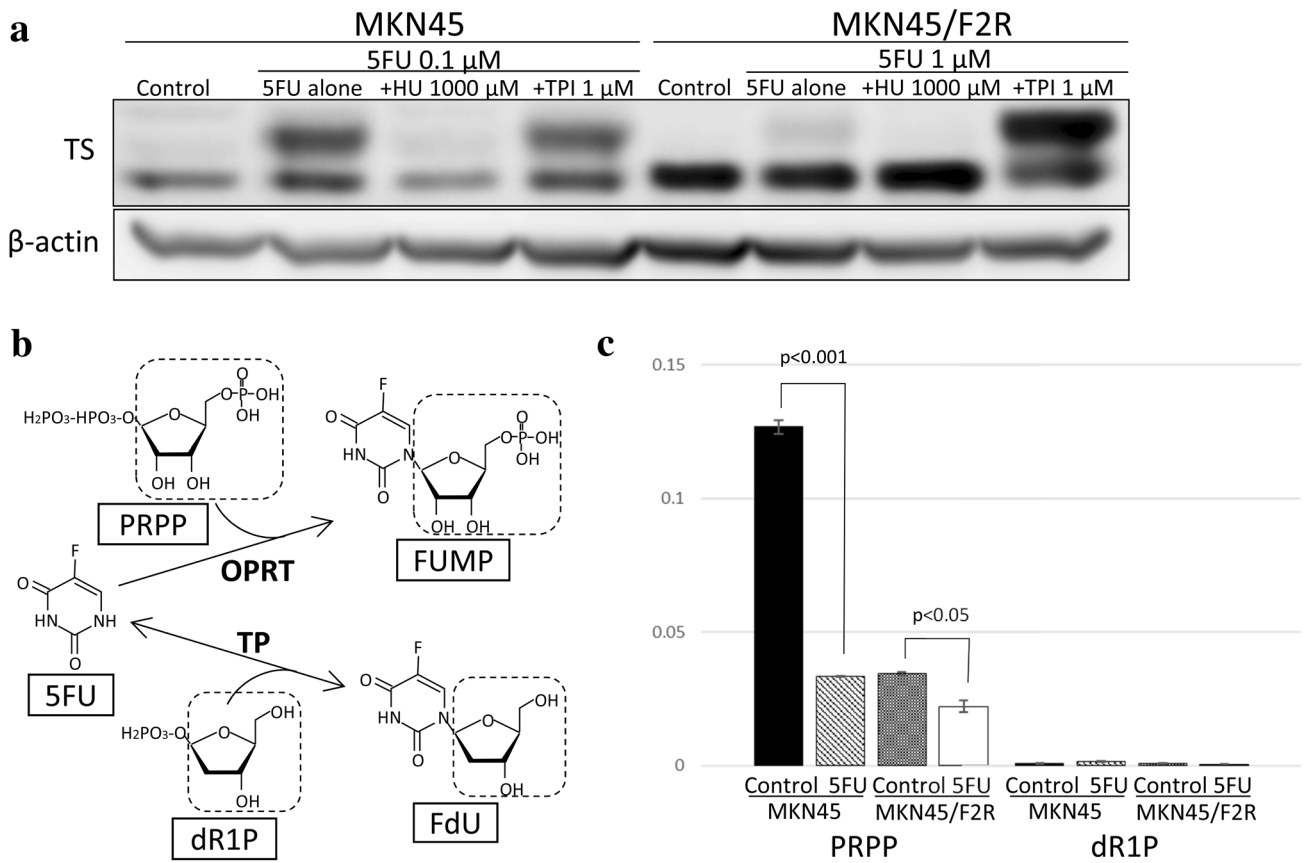 a
MKN45 MKN45/F2R
5FU 0.1 μM 5FU 1 μM
Control 5FU alone +HU 1000 μM +TPI 1 μM Control 5FU alone +HU 1000 μM +TPI 1 μM
TS
β-actin
b
O
O P OH
OH
H₂PO₃-HPO₃-O
O
OH OH
PRPP
F
O
HN N
O
O
O P OH
OH
O
OH OH
FUMP
OPRT
F
O
HN NH
O
5FU
TP
OH
H₂PO₃-O
O
OH
dR1P
F
O
HN N
O
OH
O
OH
FdU
c
p<0.001
p<0.05
0.15
0.1
0.05
0
Control 5FU Control 5FU Control 5FU Control 5FU
MKN45 MKN45/F2R MKN45 MKN45/F2R
PRPP dR1P